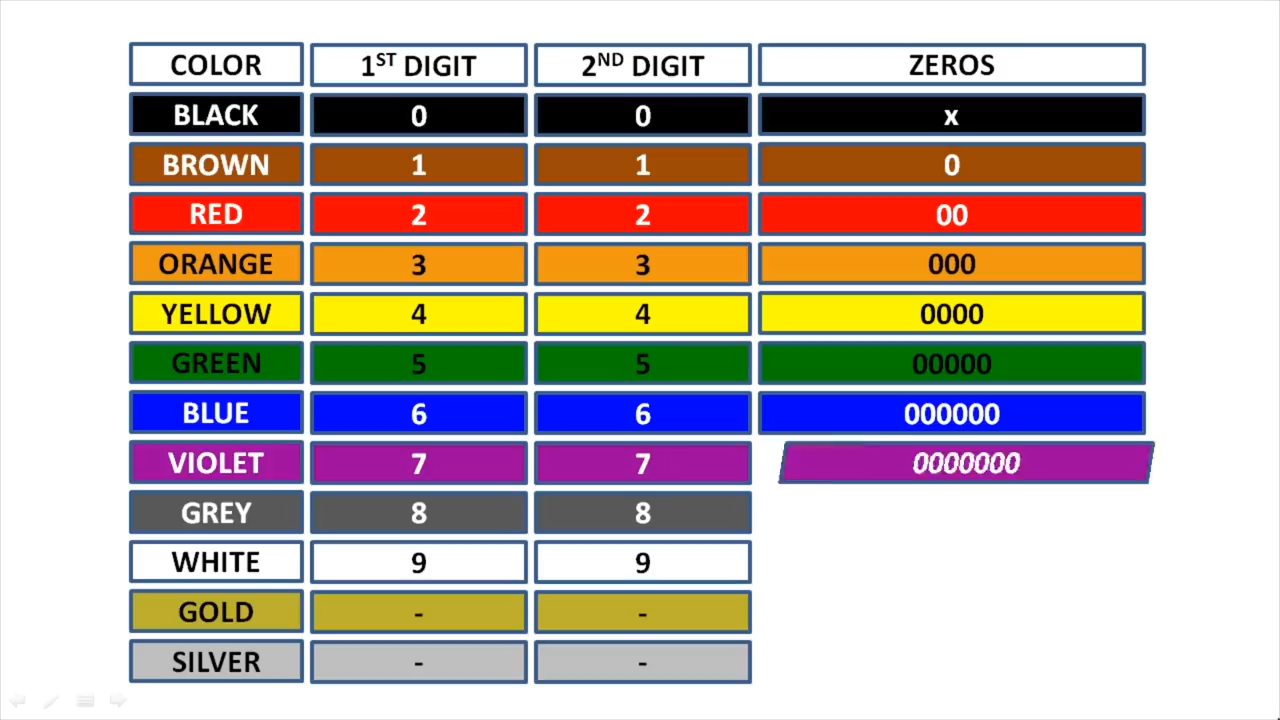 COLOR 1ST DIGIT 2ND DIGIT ZEROS
BLACK 0 0 x
BROWN 1 1 0
RED 2 2 00
ORANGE 3 3 000
YELLOW 4 4 0000
GREEN 5 5 00000
BLUE 6 6 000000
VIOLET 7 7 0000000
GREY 8 8
WHITE 9 9
GOLD - -
SILVER - -